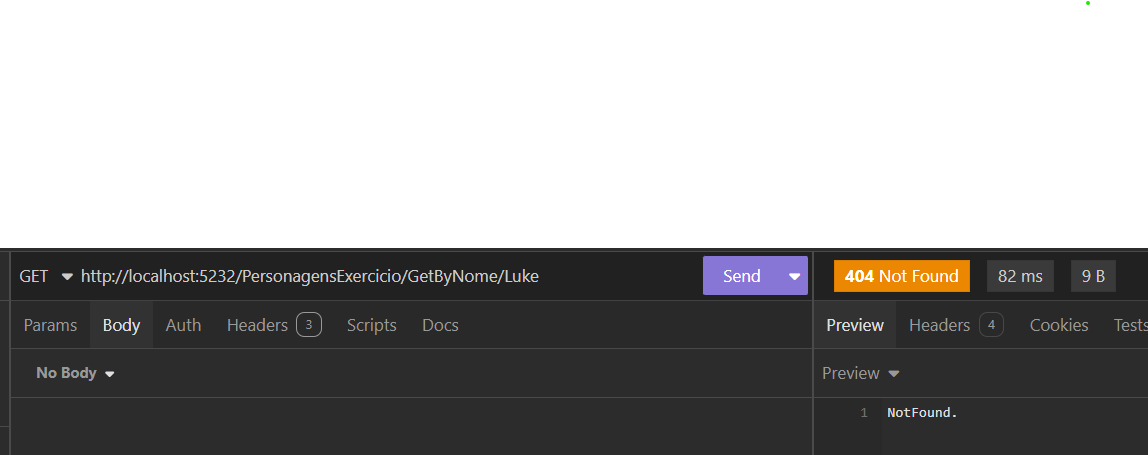 GET http://localhost:5232/PersonagensExercicio/GetByNome/Luke Send 404 Not Found 82 ms 9 B
Params Body Auth Headers 3 Scripts Docs Preview Headers 4 Cookies Tests
No Body Preview
1 NotFound.